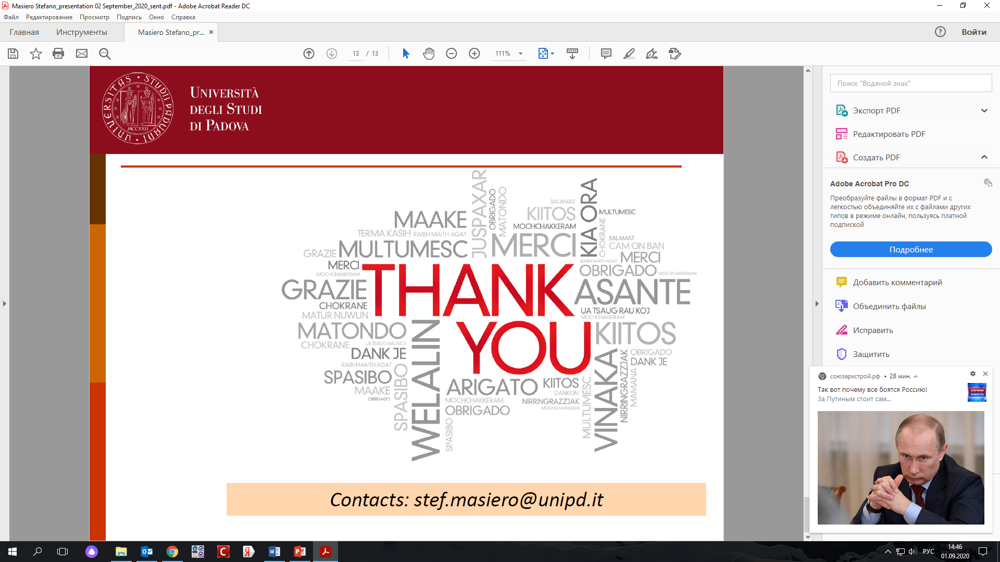 Masiero Stefano_presentation 02 September_2020_sent.pdf - Adobe Acrobat Reader DC
Файл Редактирование Просмотр Подпись Окно Справка
Главная Инструменты Masiero Stefano_pr... Войти
13 / 13 111%
UNIVERSITAS STUDII PADUANI
MCCXXII
UNIVERSITÀ
DEGLI STUDI
DI PADOVA
JUSPAXAR
OBRIGADO
MATONDO
SALAMAT
KIITOS
KIA ORA
MULTUMESC
MAAKE
MOCHCHAKKERAM
CHOKRANE
TERMA KASIH RAIBH MAITH AGAT
MERCI
SALAMAT
CAM ON BAN
GRAZIE MULTUMESC
RAIBH MAITH AGAT MERCI
MERCI
MOCHCHAKKERAM
THANK
OBRIGADO MOCHCHAKKERAM
GRAZIE
ASANTE
CHOKRANE
UA TSAUG RAU KOJ
MATUR NUWUN
MOCHCHAKKERAM
MATONDO
WELALIN
YOU
KIITOS
CHOKRANE UA TSAUG RAU KOJ
DANK JE
VINAKA
NIRRINGRAZZJAK
OBRIGADO
DANK JE
RAIBH MAITH AGAT
SPASIBO
SPASIBO
MAMANA
ARIGATO KIITOS
MULTUMESC
MAAKE
DANKON
OBRIGADO
MOCHCHAKKERAM NIRRINGRAZZJAK
OBRIGADO
MOCHCHAKKERAM
SPASIBO
Contacts: stef.masiero@unipd.it
Поиск "Водяной знак"
Экспорт PDF
Редактировать PDF
Создать PDF
Adobe Acrobat Pro DC
Преобразуйте файлы в формат PDF и с
легкостью объединяйте их с файлами других
типов в режиме онлайн, пользуясь платной
подпиской
Подробнее
Добавить комментарий
Объединить файлы
Исправить
Защитить
союзархстрой.рф • 28 мин.
Так вот почему все боятся Россию!
За Путиным стоит сам...
СРОЧНАЯ
НОВОСТЬ
РУС
14:46
01.09.2020